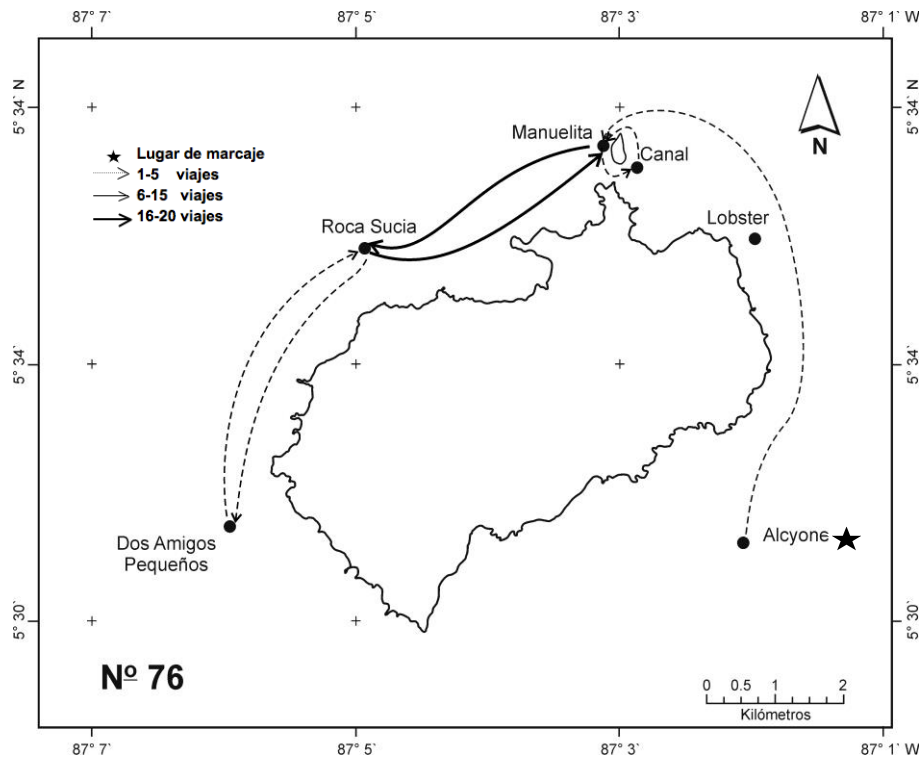 87° 7`
87° 5`
87° 3`
87° 1` W
5° 34` N
5° 34`
5° 30`
N
Manuelita
Canal
Lugar de marcaje
1-5 viajes
6-15 viajes
16-20 viajes
Roca Sucia
Lobster
5° 34`
Dos Amigos
Pequeños
Alcyone
5° 30`
Nº 76
0 0.5 1 2
Kilómetros
87° 7`
87° 5`
87° 3`
87° 1` W